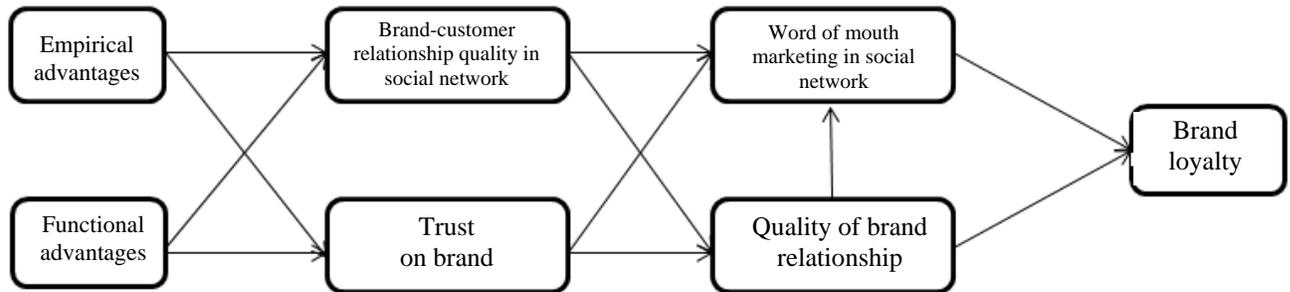 Empirical
advantages
Brand-customer
relationship quality in
social network
Word of mouth
marketing in social
network
Brand
loyalty
Functional
advantages
Trust
on brand
Quality of brand
relationship